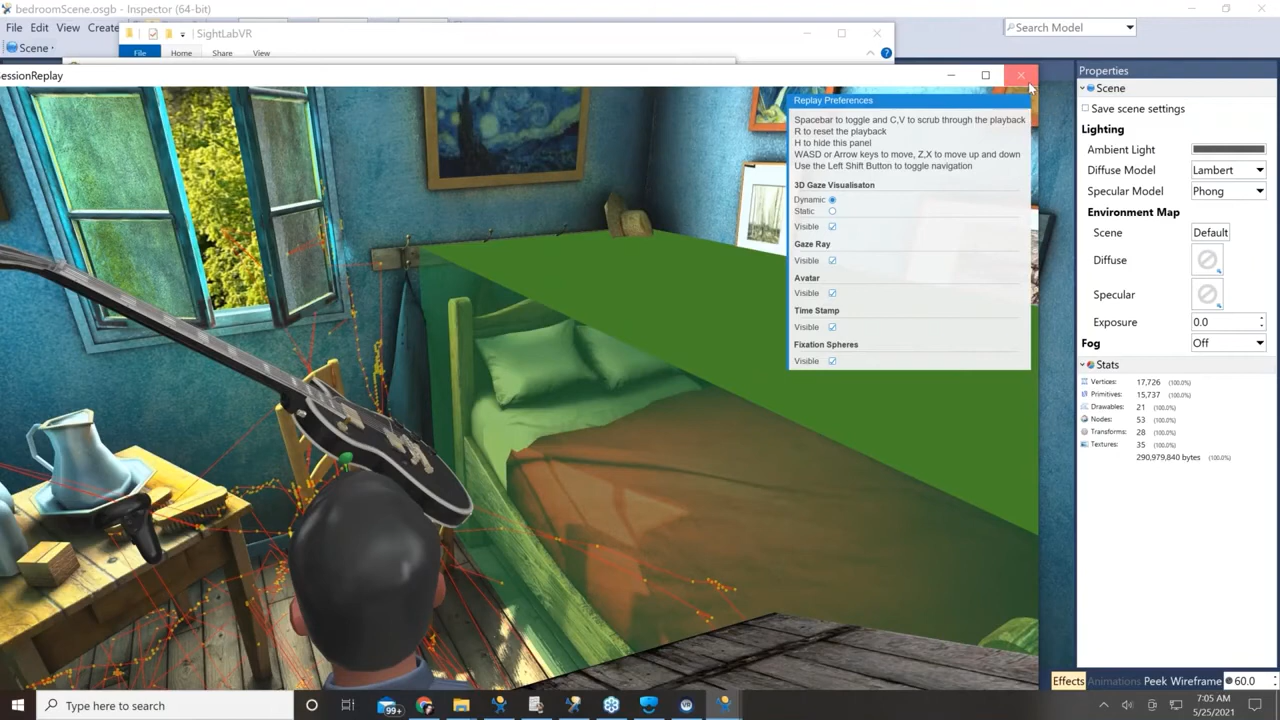 bedroomScene.osgb - Inspector (64-bit)
File Edit View Create
SightLabVR
Search Model
Scene
File Home Share View
SessionReplay
Properties
Scene
Save scene settings
Lighting
Ambient Light
Diffuse Model Lambert
Specular Model Phong
Environment Map
Scene Default
Diffuse
Specular
Exposure 0.0
Fog Off
Stats
Vertices: 17,726 (100.0%)
Primitives: 15,737 (100.0%)
Drawables: 21 (100.0%)
Nodes: 53 (100.0%)
Transforms: 28 (100.0%)
Textures: 35 (100.0%)
290,979,840 bytes (100.0%)
Replay Preferences
Spacebar to toggle and C,V to scrub through the playback
R to reset the playback
H to hide this panel
WASD or Arrow keys to move, Z,X to move up and down
Use the Left Shift Button to toggle navigation
3D Gaze Visualisaton
Dynamic
Static
Visible
Gaze Ray
Visible
Avatar
Visible
Time Stamp
Visible
Fixation Spheres
Visible
Effects Animations Peek Wireframe 60.0
Type here to search
99+
7:05 AM
5/25/2021